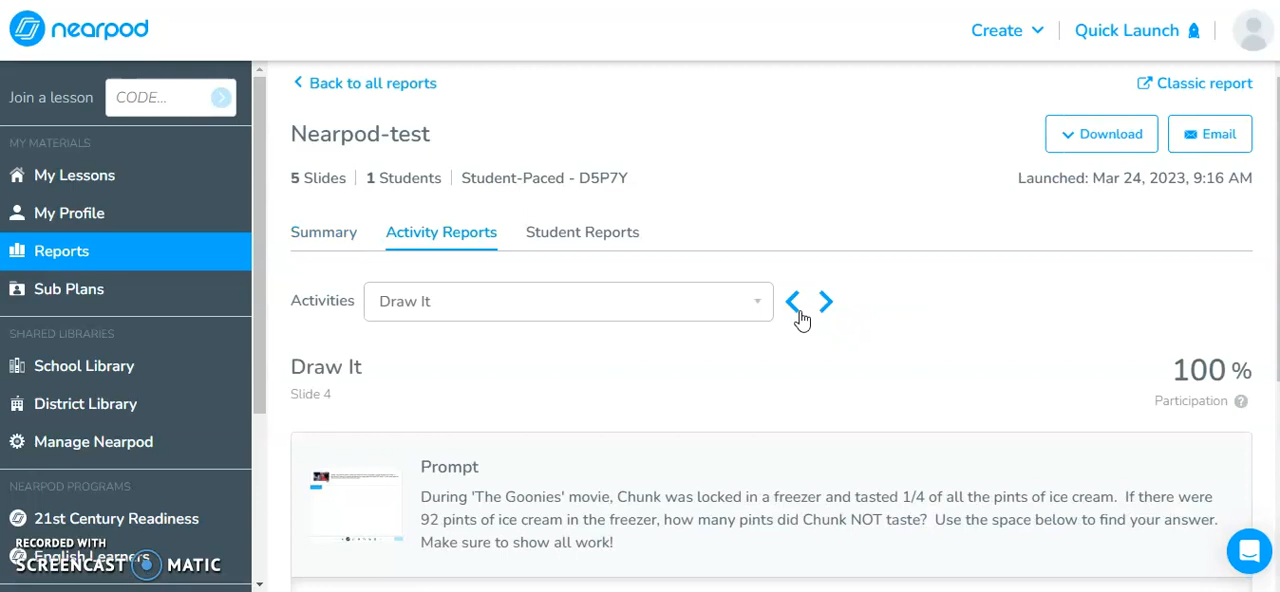 nearpod
Create
Quick Launch
Join a lesson
CODE...
MY MATERIALS
My Lessons
My Profile
Reports
Sub Plans
SHARED LIBRARIES
School Library
District Library
Manage Nearpod
NEARPOD PROGRAMS
21st Century Readiness
English Learners
RECORDED WITH
SCREENCAST MATIC
Back to all reports
Classic report
Nearpod-test
Download
Email
5 Slides
1 Students
Student-Paced - D5P7Y
Launched: Mar 24, 2023, 9:16 AM
Summary
Activity Reports
Student Reports
Activities
Draw It
Draw It
Slide 4
100 %
Participation ?
Prompt
During 'The Goonies' movie, Chunk was locked in a freezer and tasted 1/4 of all the pints of ice cream. If there were
92 pints of ice cream in the freezer, how many pints did Chunk NOT taste? Use the space below to find your answer.
Make sure to show all work!